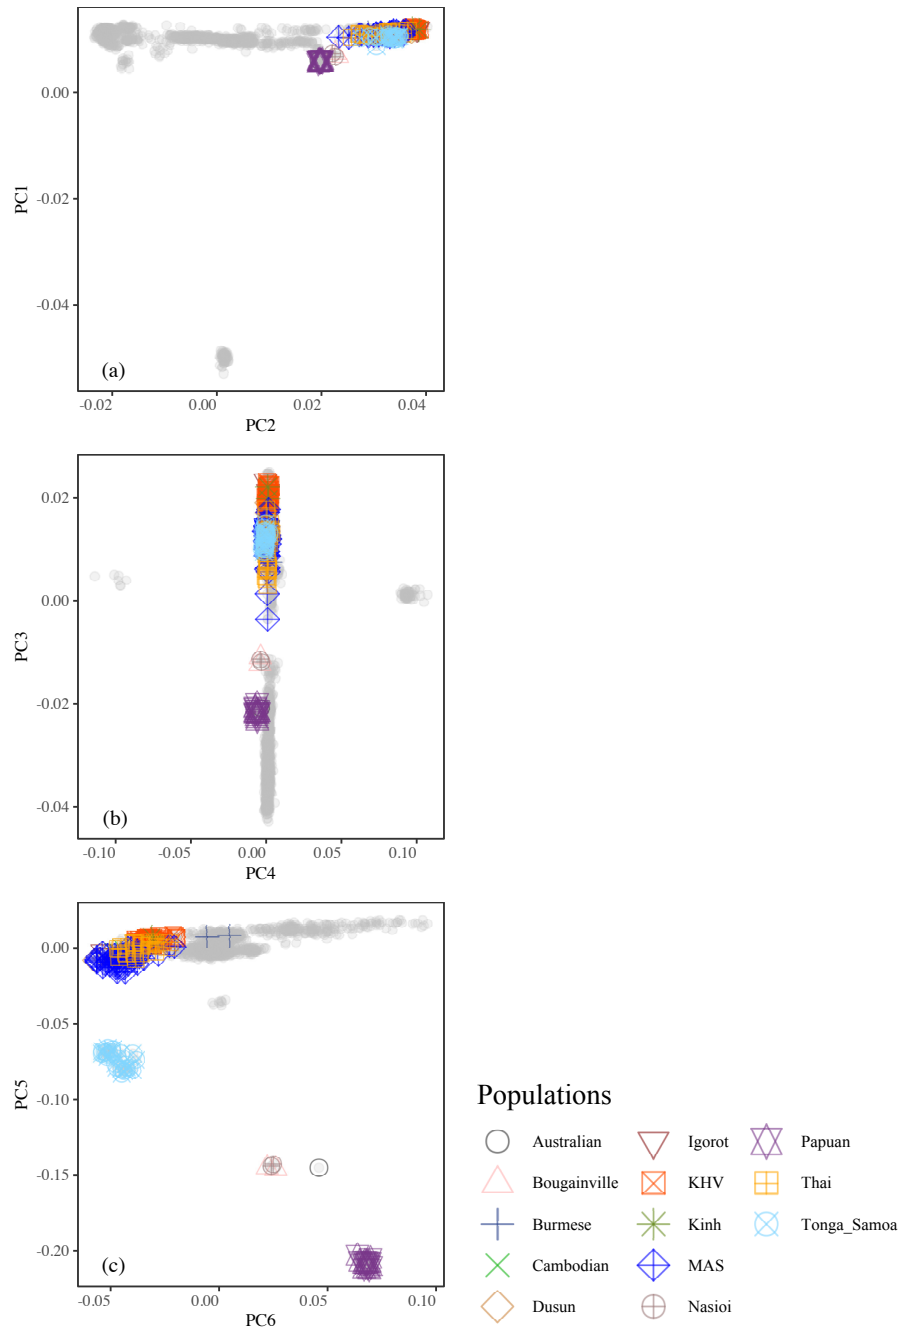 0.00
-0.02
-0.04
PC1
(a)
-0.02 0.00 0.02 0.04
PC2
0.02
0.00
-0.02
-0.04
PC3
(b)
-0.10 -0.05 0.00 0.05 0.10
PC4
0.00
-0.05
-0.10
-0.15
-0.20
PC5
(c)
-0.05 0.00 0.05 0.10
PC6
Populations
Australian Igorot Papuan
Bougainville KHV Thai
Burmese Kinh Tonga_Samoa
Cambodian MAS
Dusun Nasioi